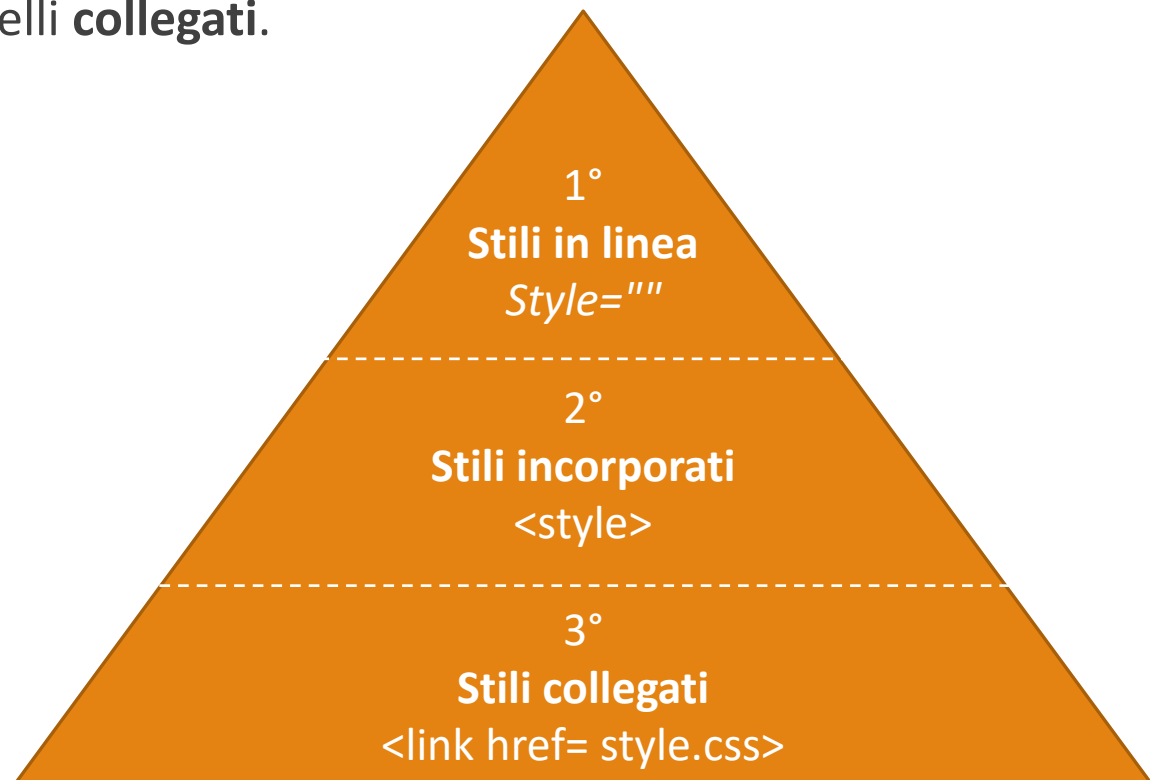 elli collegati.
1°
Stili in linea
Style=""
2°
Stili incorporati
<style>
3°
Stili collegati
<link href= style.css>